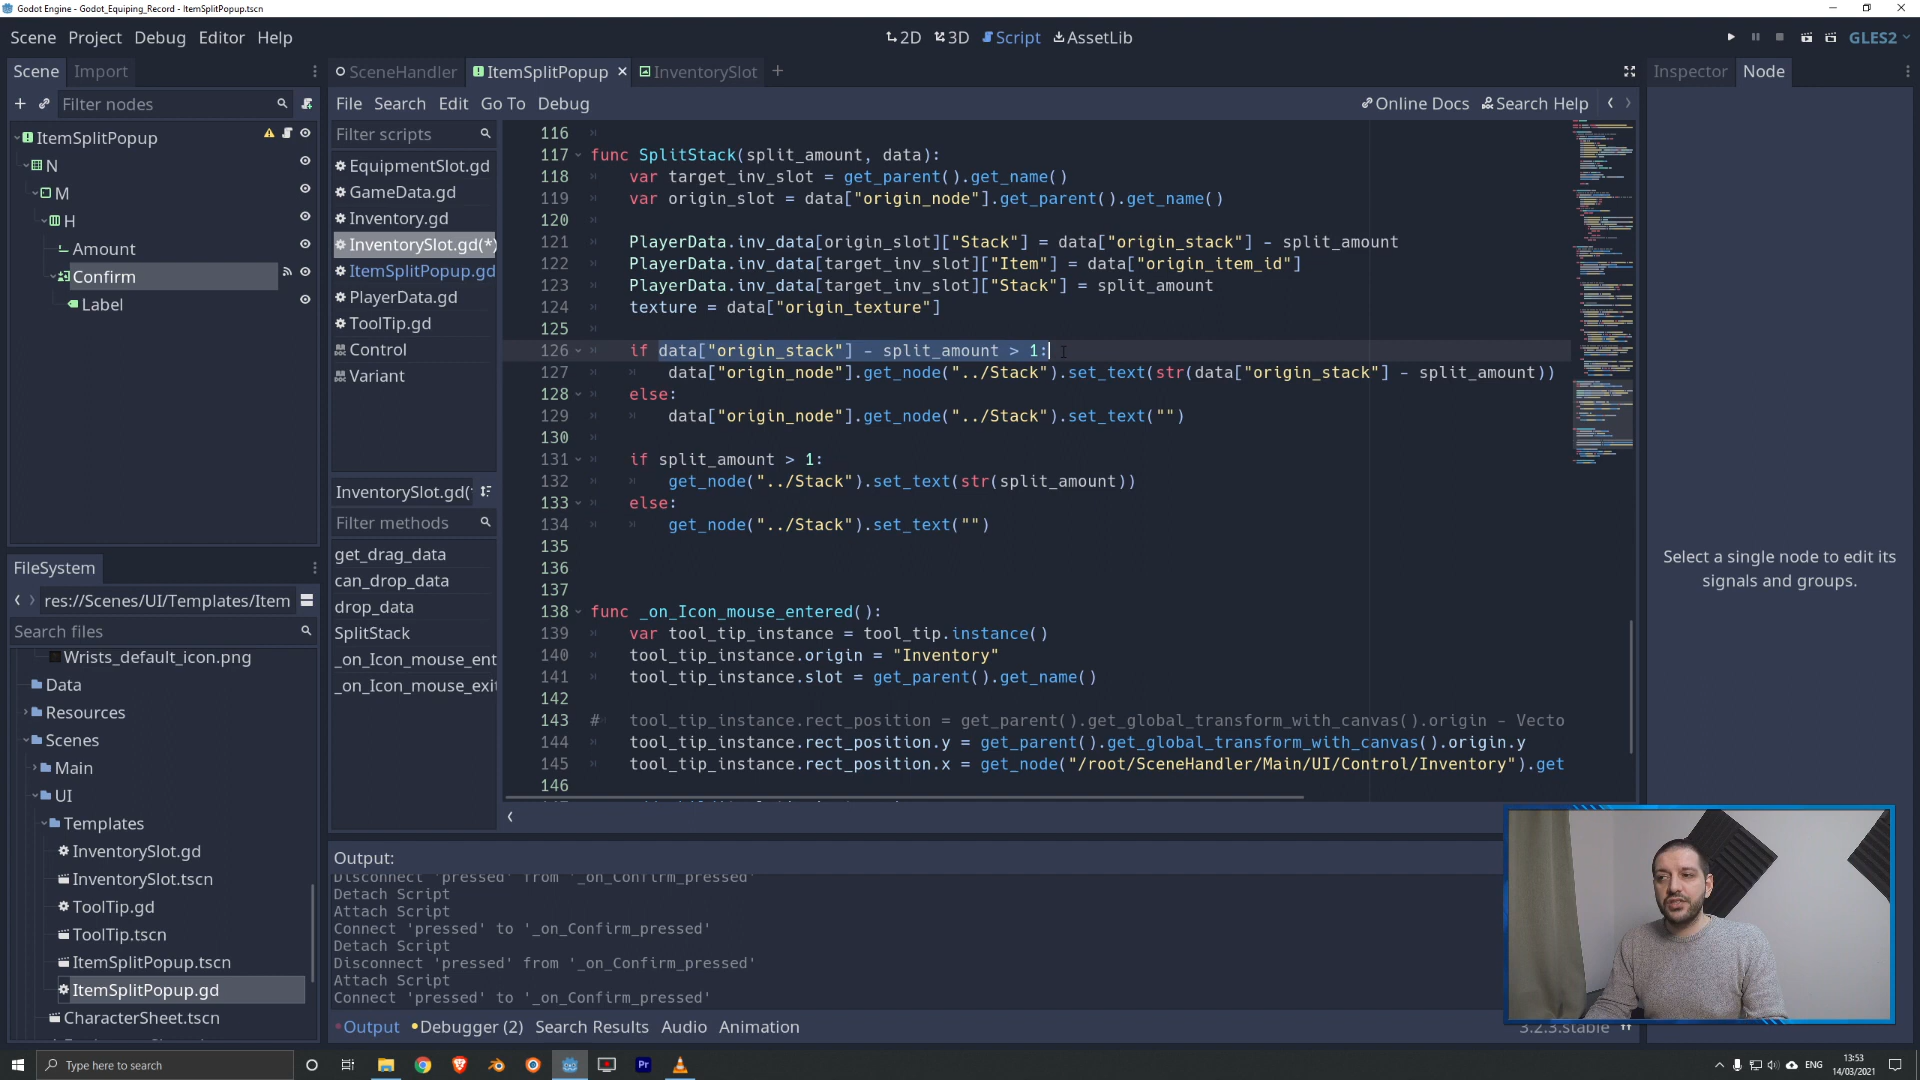 Godot Engine - Godot_Equiping_Record - ItemSplitPopup.tscn
Scene Project Debug Editor Help
2D 3D Script AssetLib
GLES2
Scene Import
SceneHandler ItemSplitPopup InventorySlot
Inspector Node
Filter nodes
File Search Edit Go To Debug
Online Docs Search Help
ItemSplitPopup
N
M
H
Amount
Confirm
Label
Filter scripts
EquipmentSlot.gd
GameData.gd
Inventory.gd
InventorySlot.gd(*)
ItemSplitPopup.gd
PlayerData.gd
ToolTip.gd
Control
Variant
InventorySlot.gd(
Filter methods
get_drag_data
can_drop_data
drop_data
SplitStack
_on_Icon_mouse_ent
_on_Icon_mouse_exi
116
117 func SplitStack(split_amount, data):
118 var target_inv_slot = get_parent().get_name()
119 var origin_slot = data["origin_node"].get_parent().get_name()
120
121 PlayerData.inv_data[origin_slot]["Stack"] = data["origin_stack"] - split_amount
122 PlayerData.inv_data[target_inv_slot]["Item"] = data["origin_item_id"]
123 PlayerData.inv_data[target_inv_slot]["Stack"] = split_amount
124 texture = data["origin_texture"]
125
126 if data["origin_stack"] - split_amount > 1:
127 data["origin_node"].get_node("../Stack").set_text(str(data["origin_stack"] - split_amount))
128 else:
129 data["origin_node"].get_node("../Stack").set_text("")
130
131 if split_amount > 1:
132 get_node("../Stack").set_text(str(split_amount))
133 else:
134 get_node("../Stack").set_text("")
135
136
137
138 func _on_Icon_mouse_entered():
139 var tool_tip_instance = tool_tip.instance()
140 tool_tip_instance.origin = "Inventory"
141 tool_tip_instance.slot = get_parent().get_name()
142
143 # tool_tip_instance.rect_position = get_parent().get_global_transform_with_canvas().origin - Vecto
144 tool_tip_instance.rect_position.y = get_parent().get_global_transform_with_canvas().origin.y
145 tool_tip_instance.rect_position.x = get_node("/root/SceneHandler/Main/UI/Control/Inventory").get
146
Select a single node to edit its
signals and groups.
FileSystem
res://Scenes/UI/Templates/Item
Search files
Wrists_default_icon.png
Data
Resources
Scenes
Main
UI
Templates
InventorySlot.gd
InventorySlot.tscn
ToolTip.gd
ToolTip.tscn
ItemSplitPopup.tscn
ItemSplitPopup.gd
CharacterSheet.tscn
Output:
Disconnect 'pressed' from '_on_Confirm_pressed'
Detach Script
Attach Script
Connect 'pressed' to '_on_Confirm_pressed'
Detach Script
Disconnect 'pressed' from '_on_Confirm_pressed'
Attach Script
Connect 'pressed' to '_on_Confirm_pressed'
Output Debugger (2) Search Results Audio Animation
3.2.3.stable
Type here to search
ENG
13:53
14/03/2021